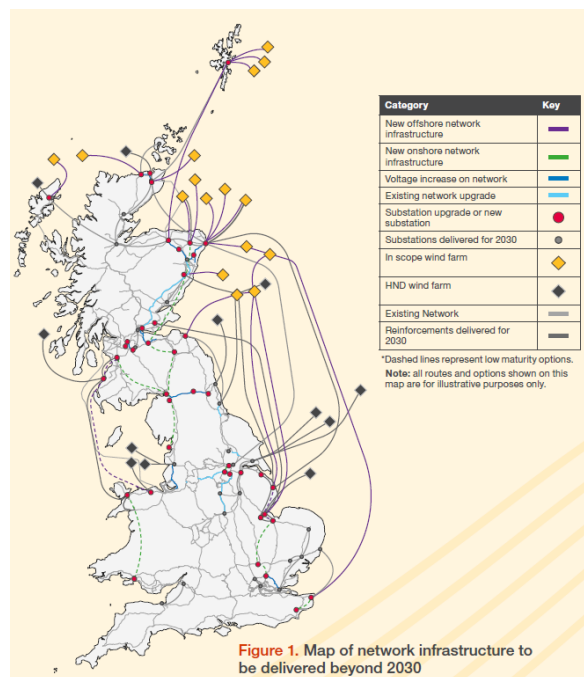 Category Key
New offshore network
infrastructure
New onshore network
infrastructure
Voltage increase on network
Existing network upgrade
Substation upgrade or new
substation
Substations delivered for 2030
In scope wind farm
HND wind farm
Existing Network
Reinforcements delivered for
2030
*Dashed lines represent low maturity options.
Note: all routes and options shown on this
map are for illustrative purposes only.
Figure 1. Map of network infrastructure to
be delivered beyond 2030